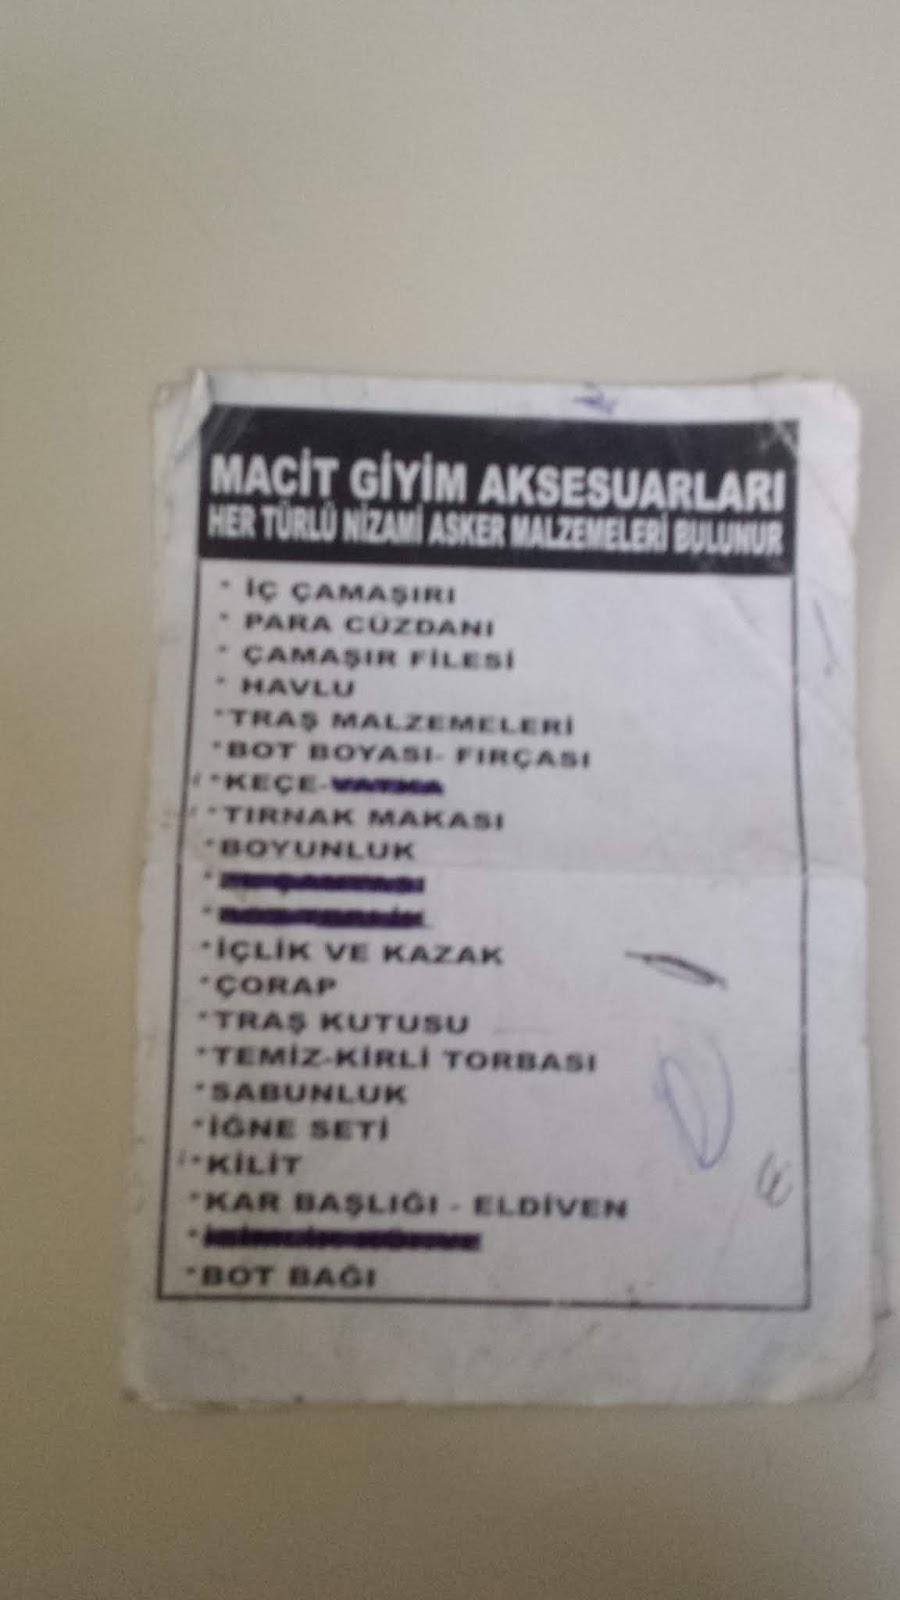 MACİT GİYİM AKSESUARLARI
HER TÜRLÜ NİZAMİ ASKER MALZEMELERİ BULUNUR
* İÇ ÇAMAŞIRI
* PARA CÜZDANI
* ÇAMAŞIR FİLESİ
* HAVLU
*TRAŞ MALZEMELERİ
*BOT BOYASI- FIRÇASI
*KEÇE-
*TIRNAK MAKASI
*BOYUNLUK
*İÇLİK VE KAZAK
*ÇORAP
*TRAŞ KUTUSU
*TEMİZ-KİRLİ TORBASI
*SABUNLUK
*İĞNE SETİ
*KİLİT
*KAR BAŞLIĞI - ELDİVEN
*BOT BAĞI